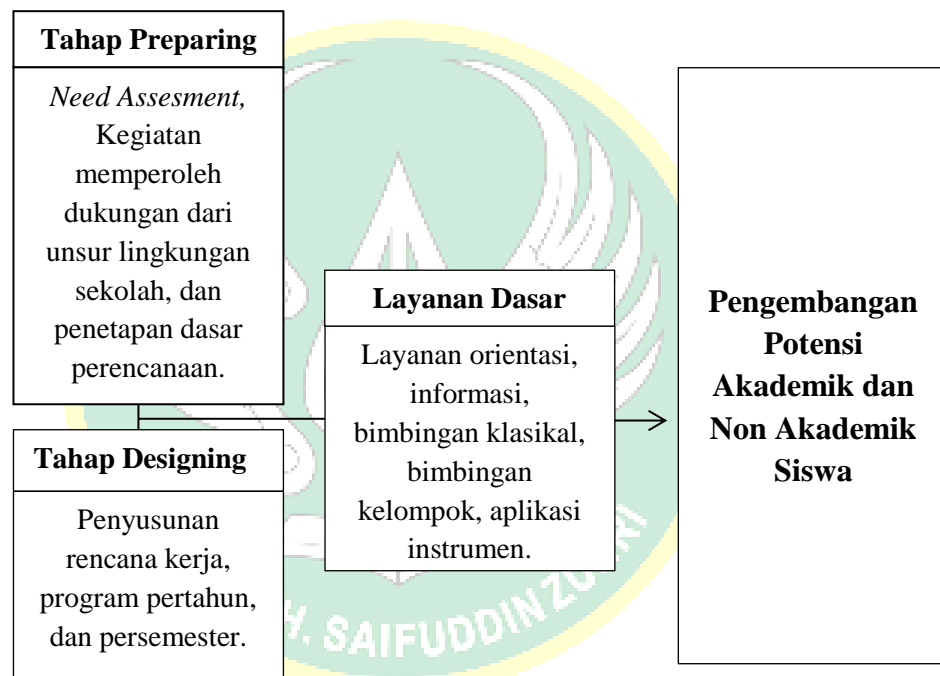 Tahap Preparing
Need Assesment,
Kegiatan
memperoleh
dukungan dari
unsur lingkungan
sekolah, dan
penetapan dasar
perencanaan.
Tahap Designing
Penyusunan
rencana kerja,
program pertahun,
dan persemester.
Layanan Dasar
Layanan orientasi,
informasi,
bimbingan klasikal,
bimbingan
kelompok, aplikasi
instrumen.
Pengembangan
Potensi
Akademik dan
Non Akademik
Siswa
H. SAIFUDDIN